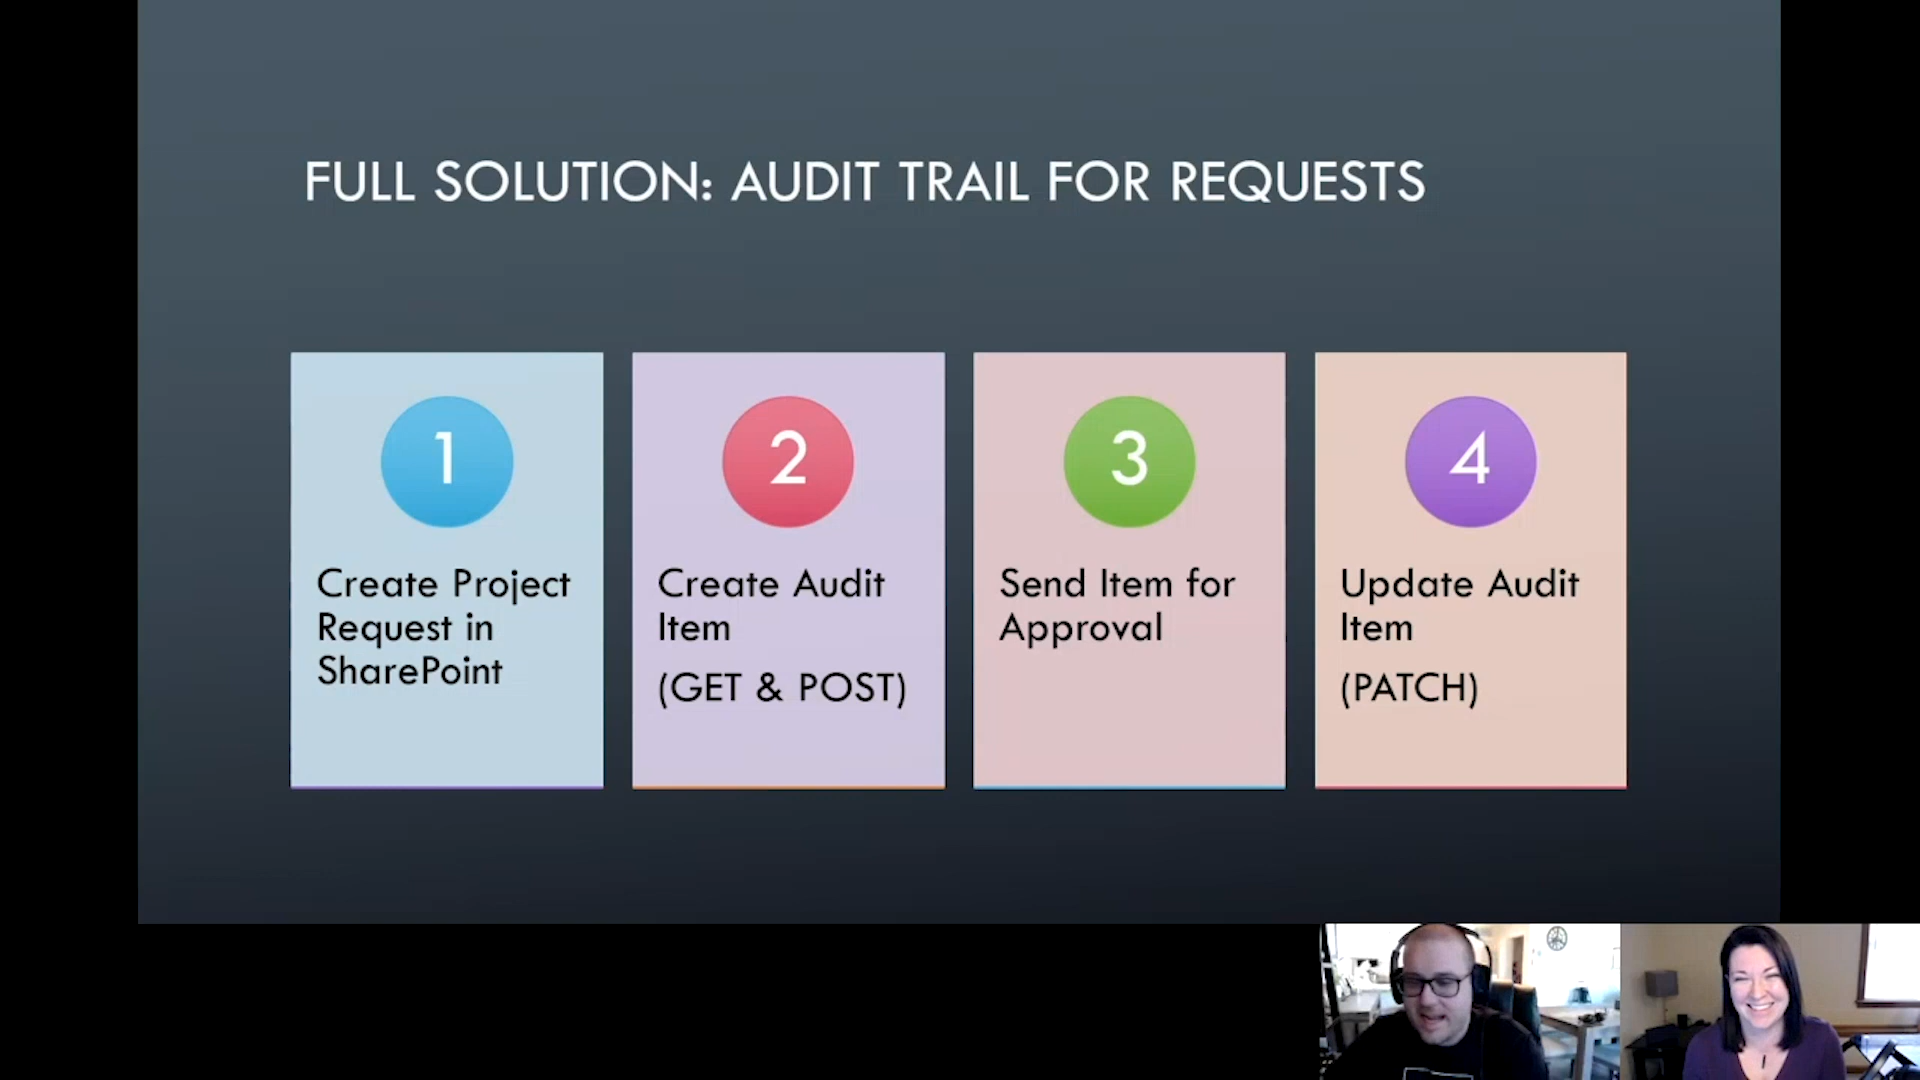 FULL SOLUTION: AUDIT TRAIL FOR REQUESTS
1
Create Project
Request in
SharePoint
2
Create Audit
Item
(GET & POST)
3
Send Item for
Approval
4
Update Audit
Item
(PATCH)